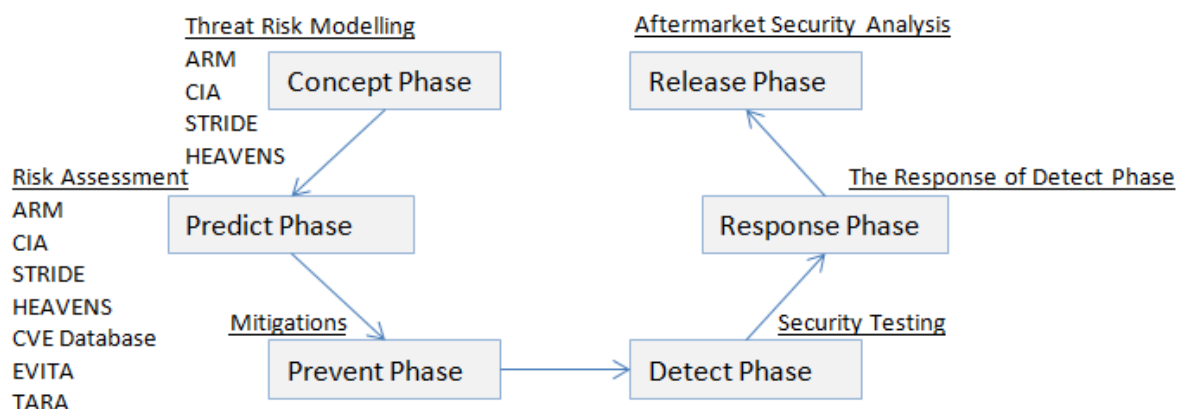 Threat Risk Modelling
ARM
CIA
STRIDE
HEAVENS
Concept Phase
Risk Assessment
ARM
CIA
STRIDE
HEAVENS
CVE Database
EVITA
TARA
Predict Phase
Mitigations
Prevent Phase
Security Testing
Detect Phase
The Response of Detect Phase
Response Phase
Aftermarket Security Analysis
Release Phase